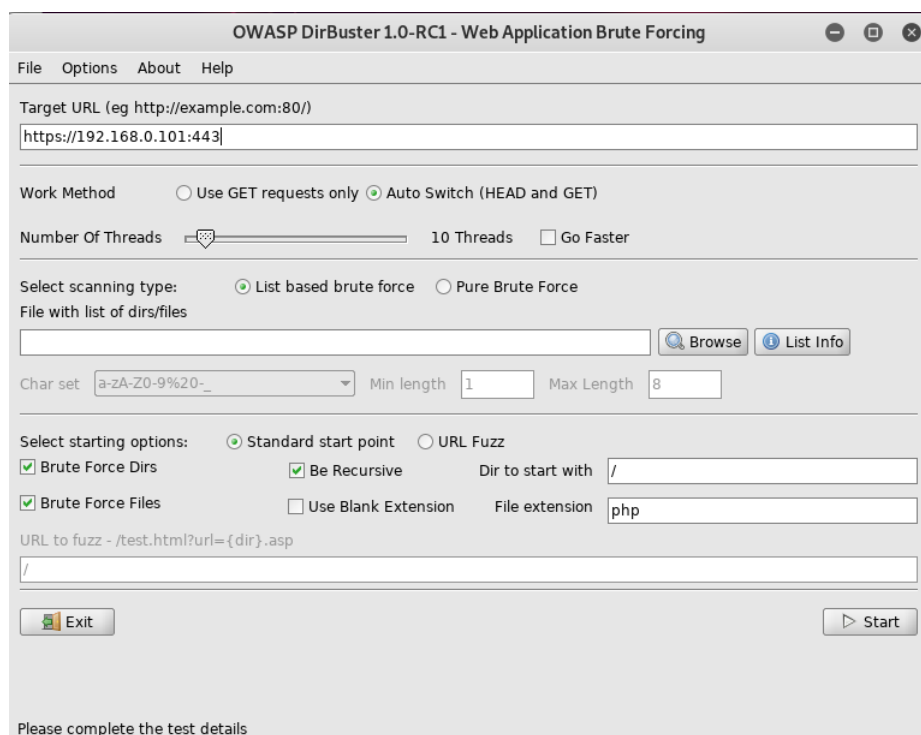 OWASP DirBuster 1.0-RC1 - Web Application Brute Forcing
File Options About Help
Target URL (eg http://example.com:80/)
https://192.168.0.101:443
Work Method Use GET requests only Auto Switch (HEAD and GET)
Number Of Threads 10 Threads Go Faster
Select scanning type: List based brute force Pure Brute Force
File with list of dirs/files
Browse List Info
Char set a-zA-Z0-9%20-_ Min length 1 Max Length 8
Select starting options: Standard start point URL Fuzz
Brute Force Dirs Be Recursive Dir to start with /
Brute Force Files Use Blank Extension File extension php
URL to fuzz - /test.html?url={dir}.asp
/
Exit Start
Please complete the test details